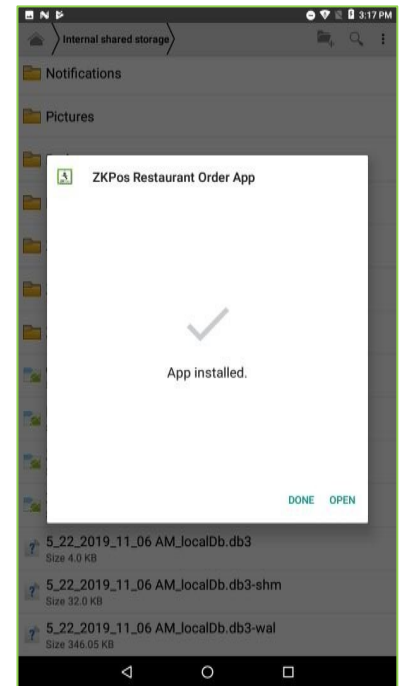 3:17 PM
Internal shared storage
Notifications
Pictures
ZKPos Restaurant Order App
App installed.
DONE OPEN
5_22_2019_11_06 AM_localDb.db3
Size 4.0 KB
5_22_2019_11_06 AM_localDb.db3-shm
Size 32.0 KB
5_22_2019_11_06 AM_localDb.db3-wal
Size 346.05 KB